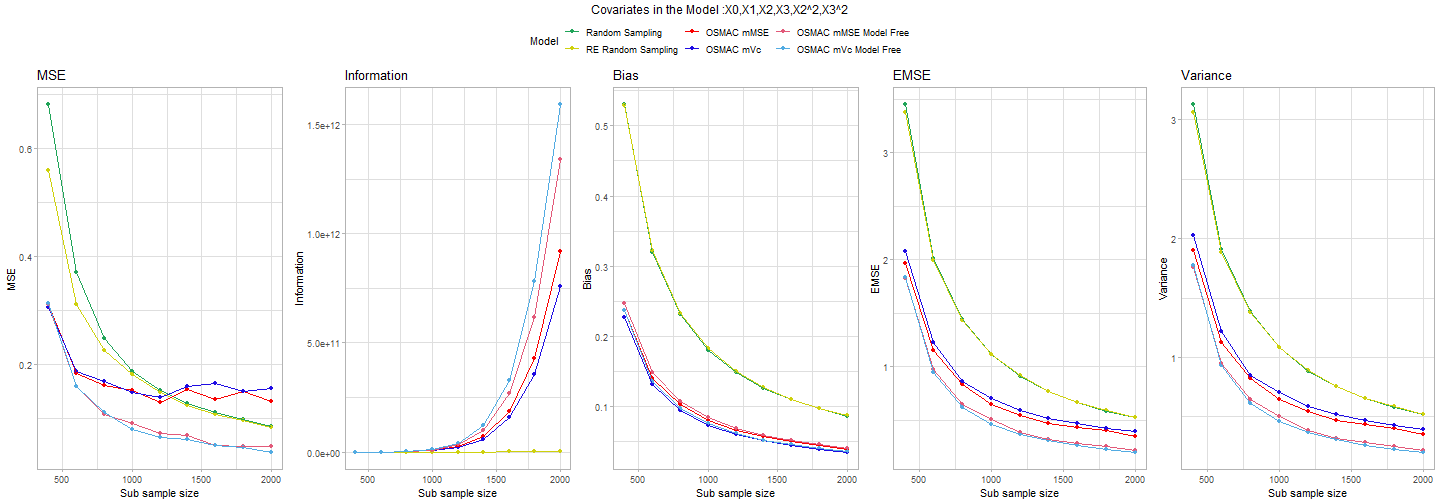 Covariates in the Model :X0,X1,X2,X3,X2^2,X3^2
Model
Random Sampling
OSMAC mMSE
OSMAC mMSE Model Free
RE Random Sampling
OSMAC mVc
OSMAC mVc Model Free
MSE
MSE
0.6
0.4
0.2
500 1000 1500 2000
Sub sample size
Information
Information
1.5e+12
1.0e+12
5.0e+11
0.0e+00
500 1000 1500 2000
Sub sample size
Bias
Bias
0.5
0.4
0.3
0.2
0.1
500 1000 1500 2000
Sub sample size
EMSE
EMSE
3
2
1
500 1000 1500 2000
Sub sample size
Variance
Variance
3
2
1
500 1000 1500 2000
Sub sample size